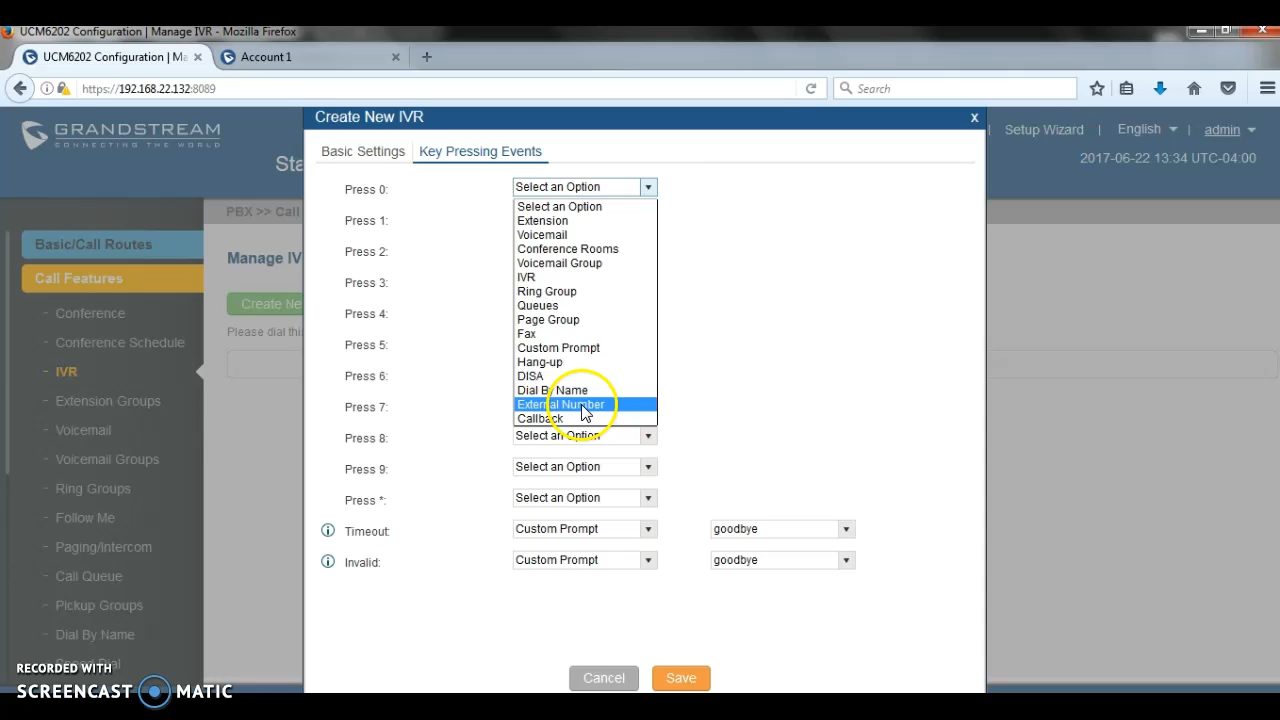 UCM6202 Configuration | Manage IVR - Mozilla Firefox
UCM6202 Configuration | Ma
Account 1
https://192.168.22.132:8089
Search
GRANDSTREAM
CONNECTING THE WORLD
Sta
Setup Wizard | English | admin
2017-06-22 13:34 UTC-04:00
Create New IVR
x
Basic Settings
Key Pressing Events
PBX >> Call
Basic/Call Routes
Call Features
Conference
Conference Schedule
IVR
Extension Groups
Voicemail
Voicemail Groups
Ring Groups
Follow Me
Paging/Intercom
Call Queue
Pickup Groups
Dial By Name
Speed Dial
Manage IV
Create Ne
Please dial this
Press 0: Select an Option
Select an Option
Extension
Voicemail
Conference Rooms
Voicemail Group
IVR
Ring Group
Queues
Page Group
Fax
Custom Prompt
Hang-up
DISA
Dial By Name
External Number
Callback
Press 1:
Press 2:
Press 3:
Press 4:
Press 5:
Press 6:
Press 7:
Press 8: Select an Option
Press 9: Select an Option
Press *: Select an Option
Timeout: Custom Prompt goodbye
Invalid: Custom Prompt goodbye
Cancel
Save
RECORDED WITH
SCREENCAST MATIC